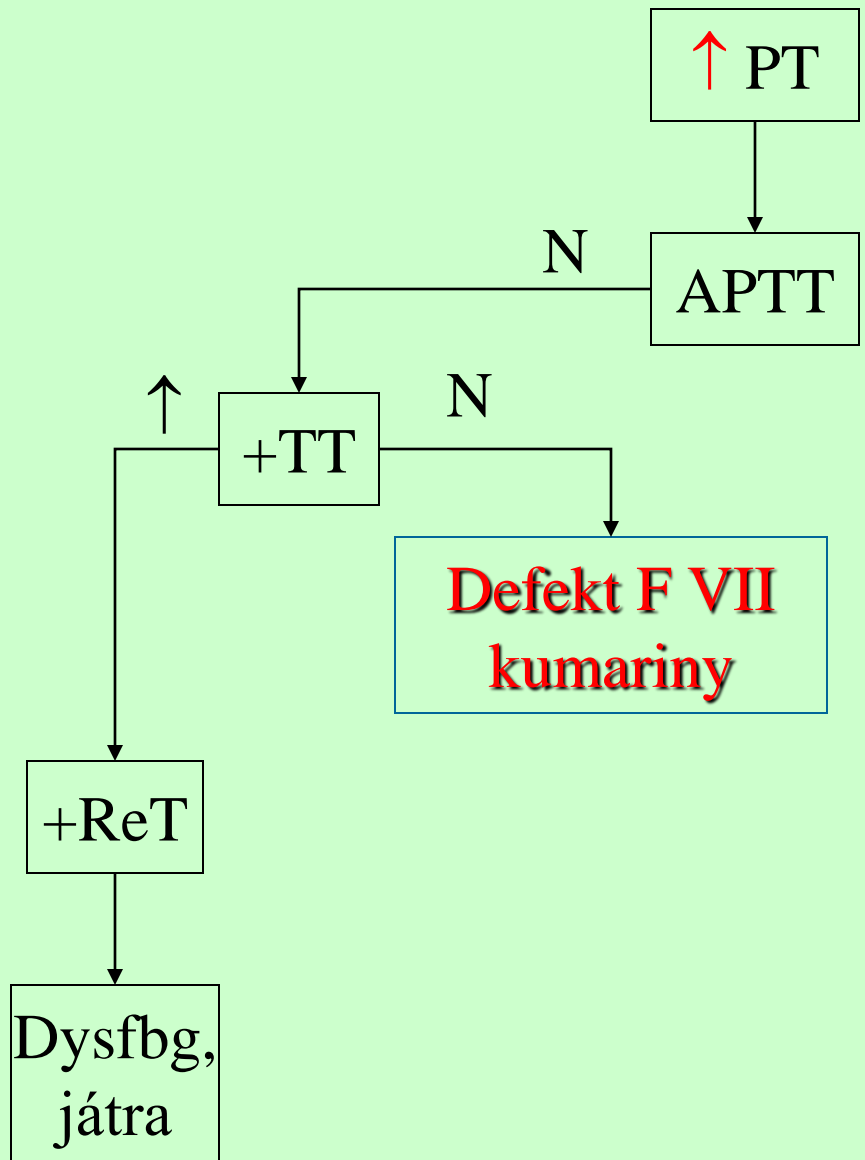 ↑ PT
N
APTT
↑
N
+TT
Defekt F VII
kumariny
+ReT
Dysfbg,
játra